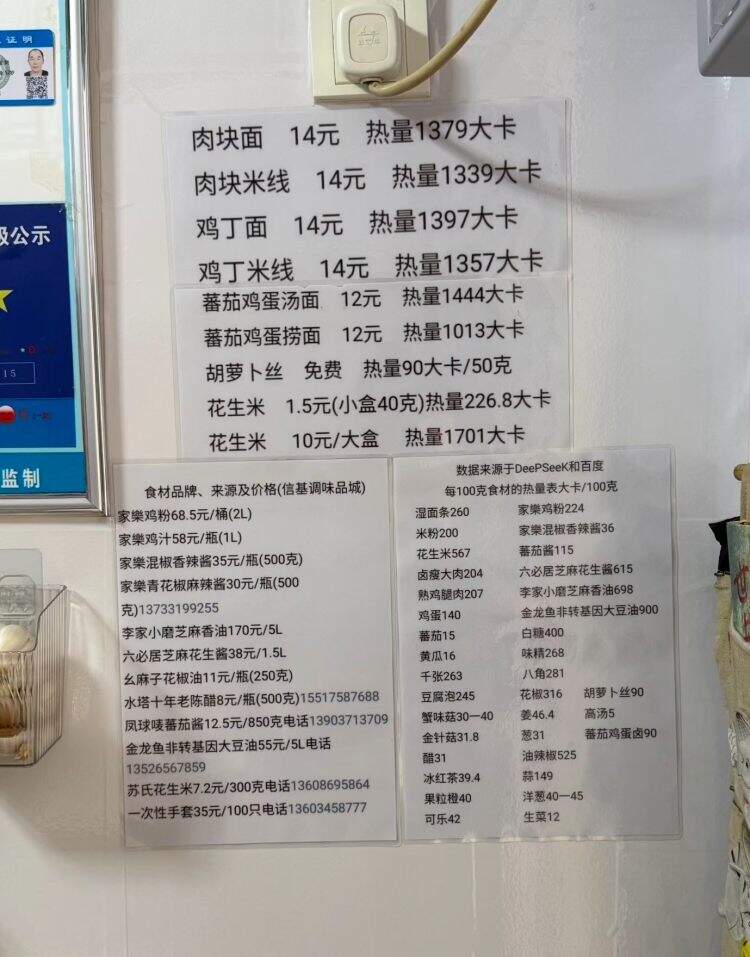 证明
级公示
15
监制
肉块面 14元 热量1379大卡
肉块米线 14元 热量1339大卡
鸡丁面 14元 热量1397大卡
鸡丁米线 14元 热量1357大卡
蕃茄鸡蛋汤面 12元 热量1444大卡
蕃茄鸡蛋捞面 12元 热量1013大卡
胡萝卜丝 免费 热量90大卡/50克
花生米 1.5元(小盒40克)热量226.8大卡
花生米 10元/大盒 热量1701大卡
食材品牌、来源及价格(信基调味品城)
家樂鸡粉68.5元/桶(2L)
家樂鸡汁58元/瓶(1L)
家樂混椒香辣酱35元/瓶(500克)
家樂青花椒麻辣酱30元/瓶(500
克)13733199255
李家小磨芝麻香油170元/5L
六必居芝麻花生酱38元/1.5L
幺麻子花椒油11元/瓶(250克)
水塔十年老陈醋8元/瓶(500克)15517587688
凤球唛蕃茄酱12.5元/850克电话13903713709
金龙鱼非转基因大豆油55元/5L电话
13526567859
苏氏花生米7.2元/300克电话13608695864
一次性手套35元/100只电话13603458777
数据来源于DeePSeeK和百度
每100克食材的热量表大卡/100克
湿面条260 家樂鸡粉224
米粉200 家樂混椒香辣酱36
花生米567 蕃茄酱115
卤瘦大肉204 六必居芝麻花生酱615
熟鸡腿肉207 李家小磨芝麻香油698
鸡蛋140 金龙鱼非转基因大豆油900
蕃茄15 白糖400
黄瓜16 味精268
千张263 八角281
豆腐泡245 花椒316 胡萝卜丝90
蟹味菇30一40 姜46.4 高汤5
金针菇31.8 葱31 蕃茄鸡蛋卤90
醋31 油辣椒525
冰红茶39.4 蒜149
果粒橙40 洋葱40一45
可乐42 生菜12